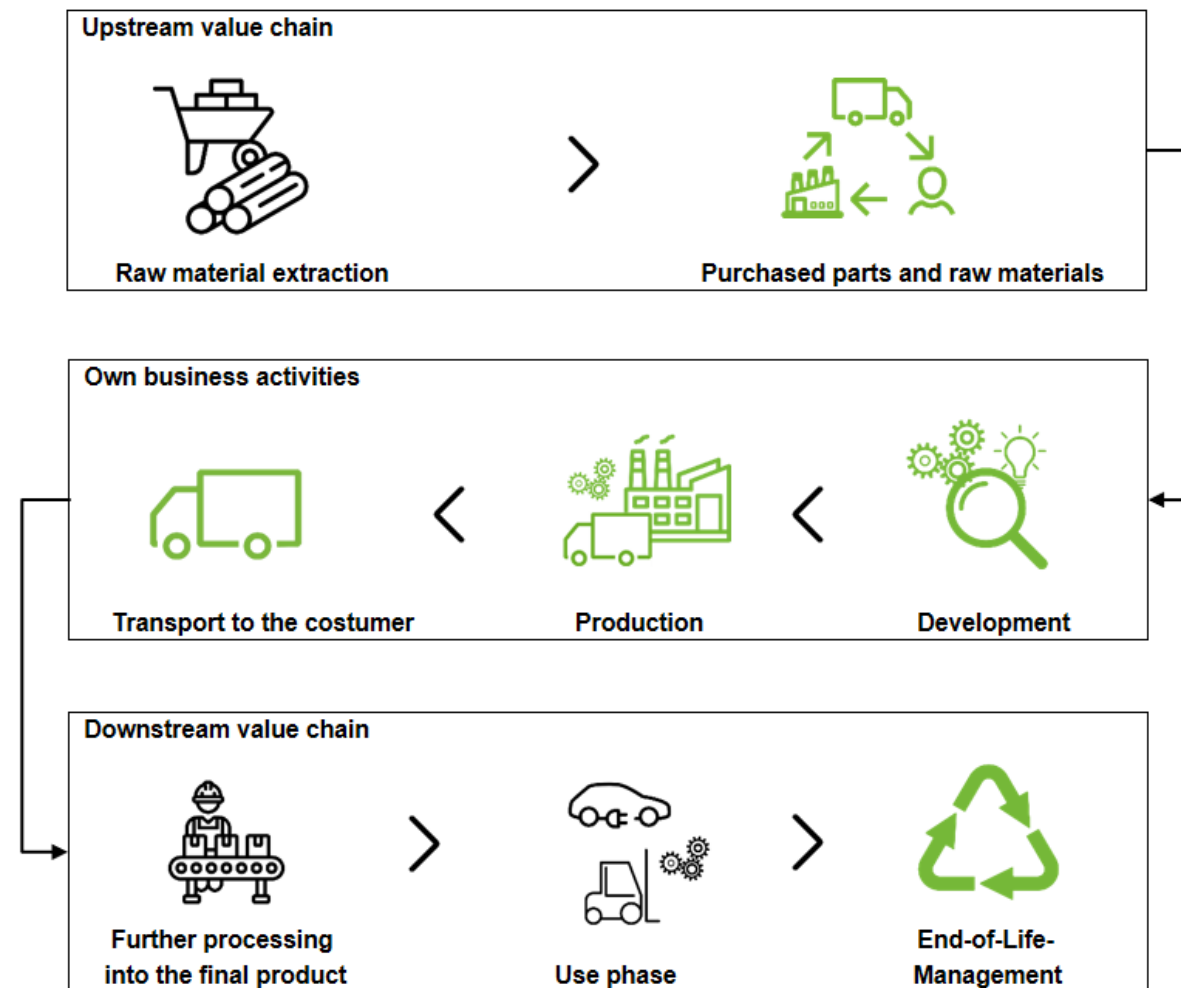 Upstream value chain
Raw material extraction
Purchased parts and raw materials
Own business activities
Transport to the costumer
Production
Development
Downstream value chain
Further processing
into the final product
Use phase
End-of-Life-
Management